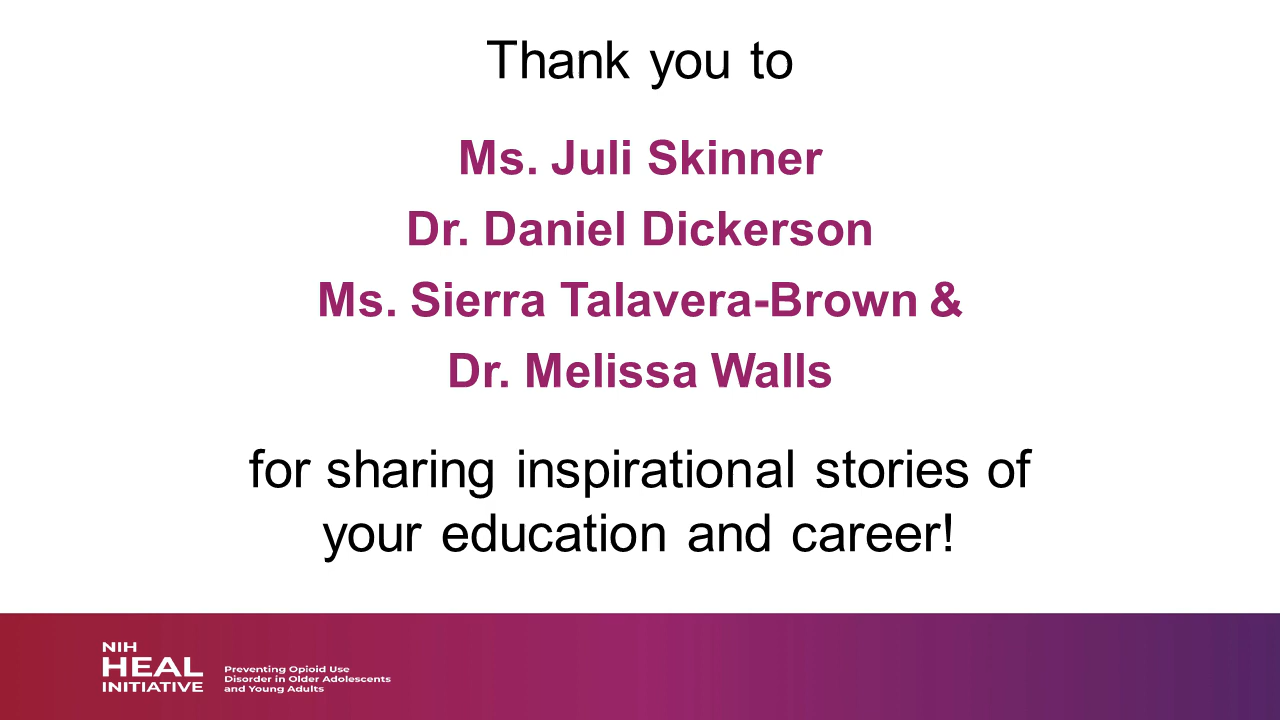 Thank you to
Ms. Juli Skinner
Dr. Daniel Dickerson
Ms. Sierra Talavera-Brown &
Dr. Melissa Walls
for sharing inspirational stories of
your education and career!
NIH
HEAL
INITIATIVE
Preventing Opioid Use
Disorder in Older Adolescents
and Young Adults